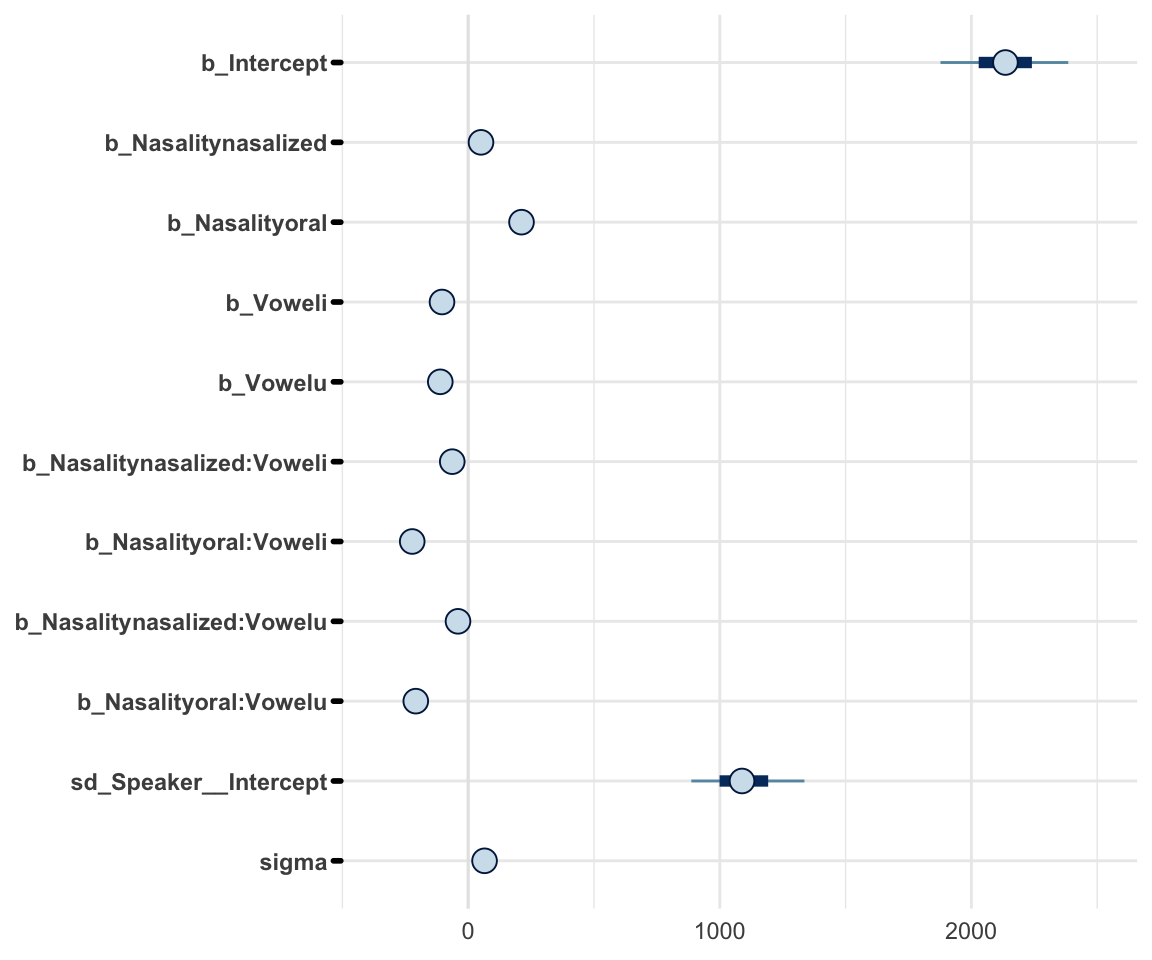 b_Intercept
b_Nasalitynasalized
b_Nasalityoral
b_Voweli
b_Vowelu
b_Nasalitynasalized:Voweli
b_Nasalityoral:Voweli
b_Nasalitynasalized:Vowelu
b_Nasalityoral:Vowelu
sd_Speaker__Intercept
sigma
0 1000 2000